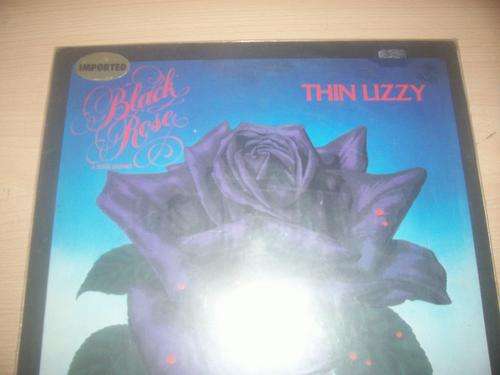 IMPORTED
Black
Rose
THIN LIZZY